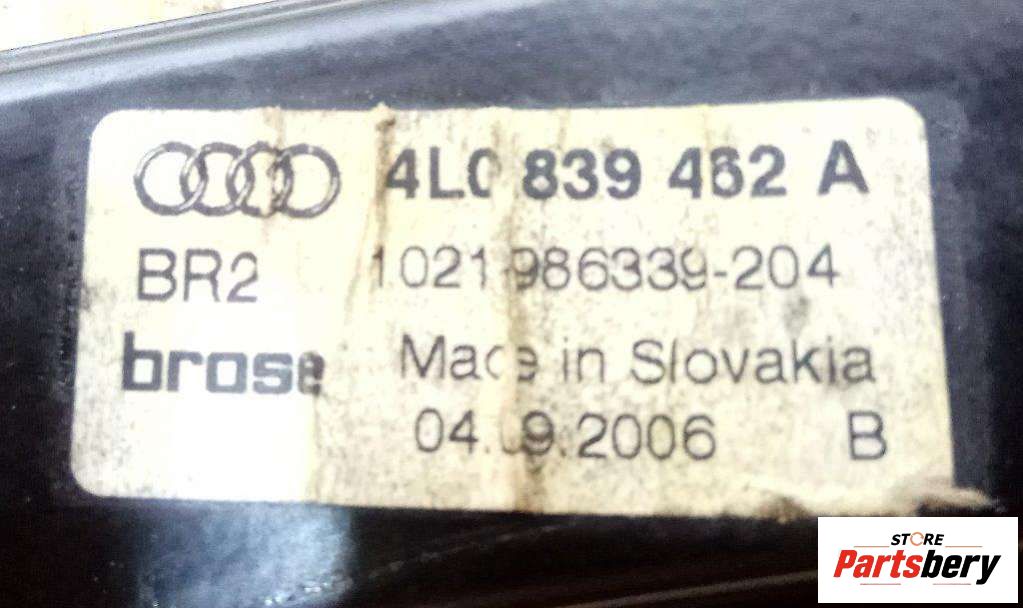 4L0 839 462 A
BR2 1021986339-204
brose Made in Slovakia
04.09.2006 B
STORE
Partsbery